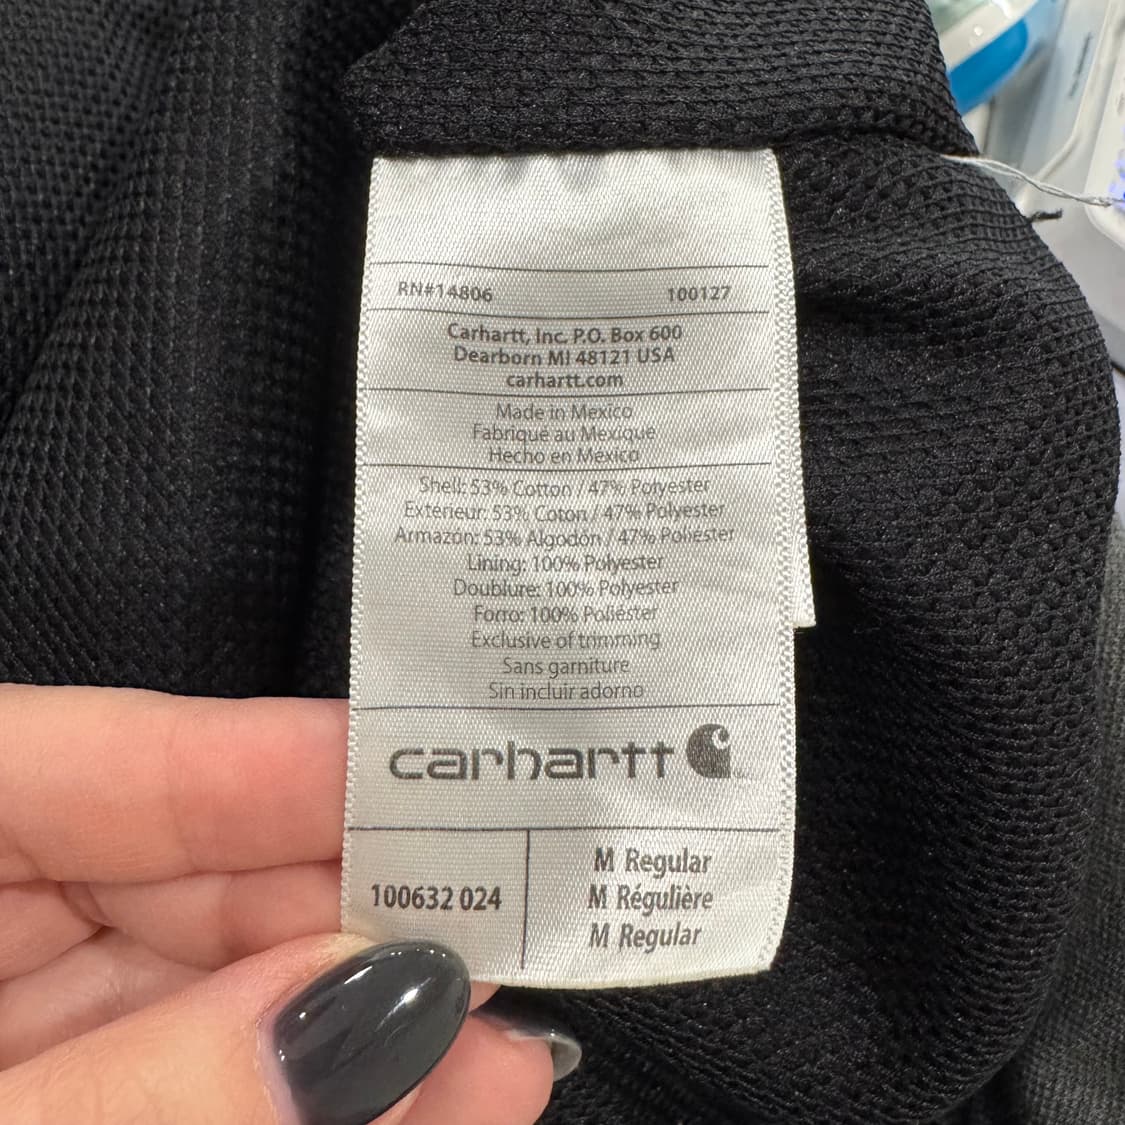 RN#14806 100127
Carhartt, Inc. P.O. Box 600
Dearborn MI 48121 USA
carhartt.com
Made in Mexico
Fabriqué au Mexique
Hecho en México
Shell: 53% Cotton / 47% Polyester
Exterieur: 53% Coton / 47% Polyester
Armazón: 53% Algodón / 47% Poliéster
Lining: 100% Polyester
Doublure: 100% Polyester
Forro: 100% Poliéster
Exclusive of trimming
Sans garniture
Sin incluir adorno
carhartt
100632 024
M Regular
M Régulière
M Regular